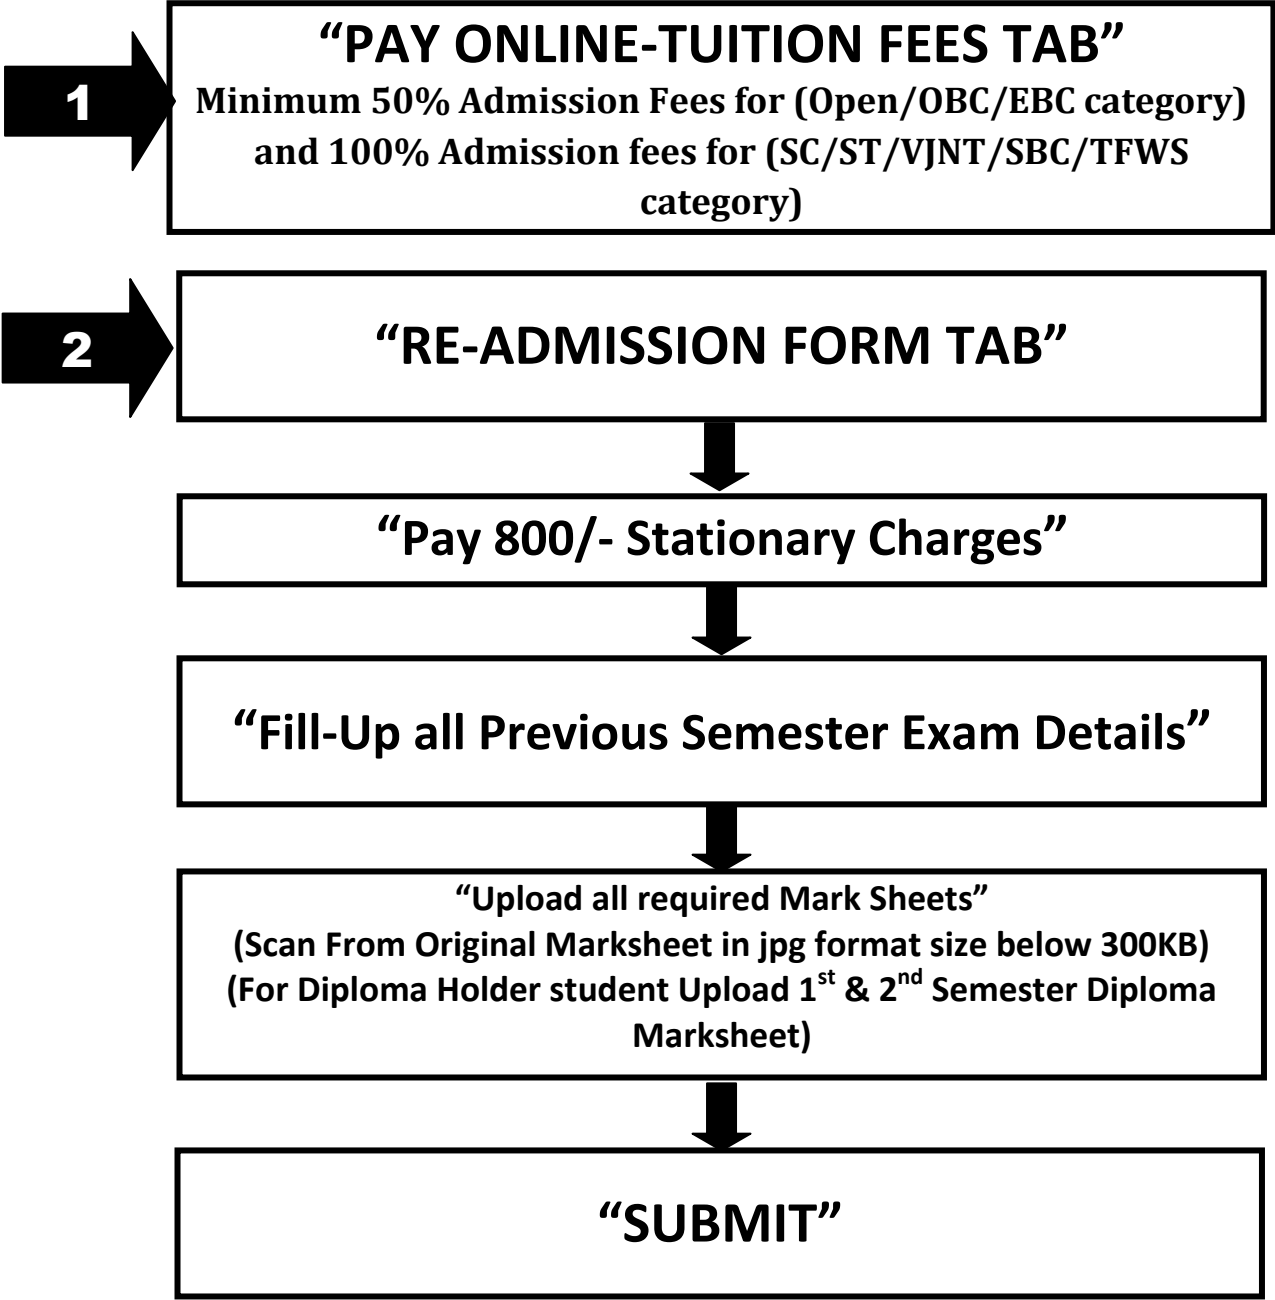 “PAY ONLINE-TUITION FEES TAB”
1
Minimum 50% Admission Fees for (Open/OBC/EBC category)
and 100% Admission fees for (SC/ST/VJNT/SBC/TFWS
category)
2
“RE-ADMISSION FORM TAB”
“Pay 800/- Stationary Charges”
“Fill-Up all Previous Semester Exam Details”
“Upload all required Mark Sheets”
(Scan From Original Marksheet in jpg format size below 300KB)
(For Diploma Holder student Upload 1st & 2nd Semester Diploma
Marksheet)
“SUBMIT”